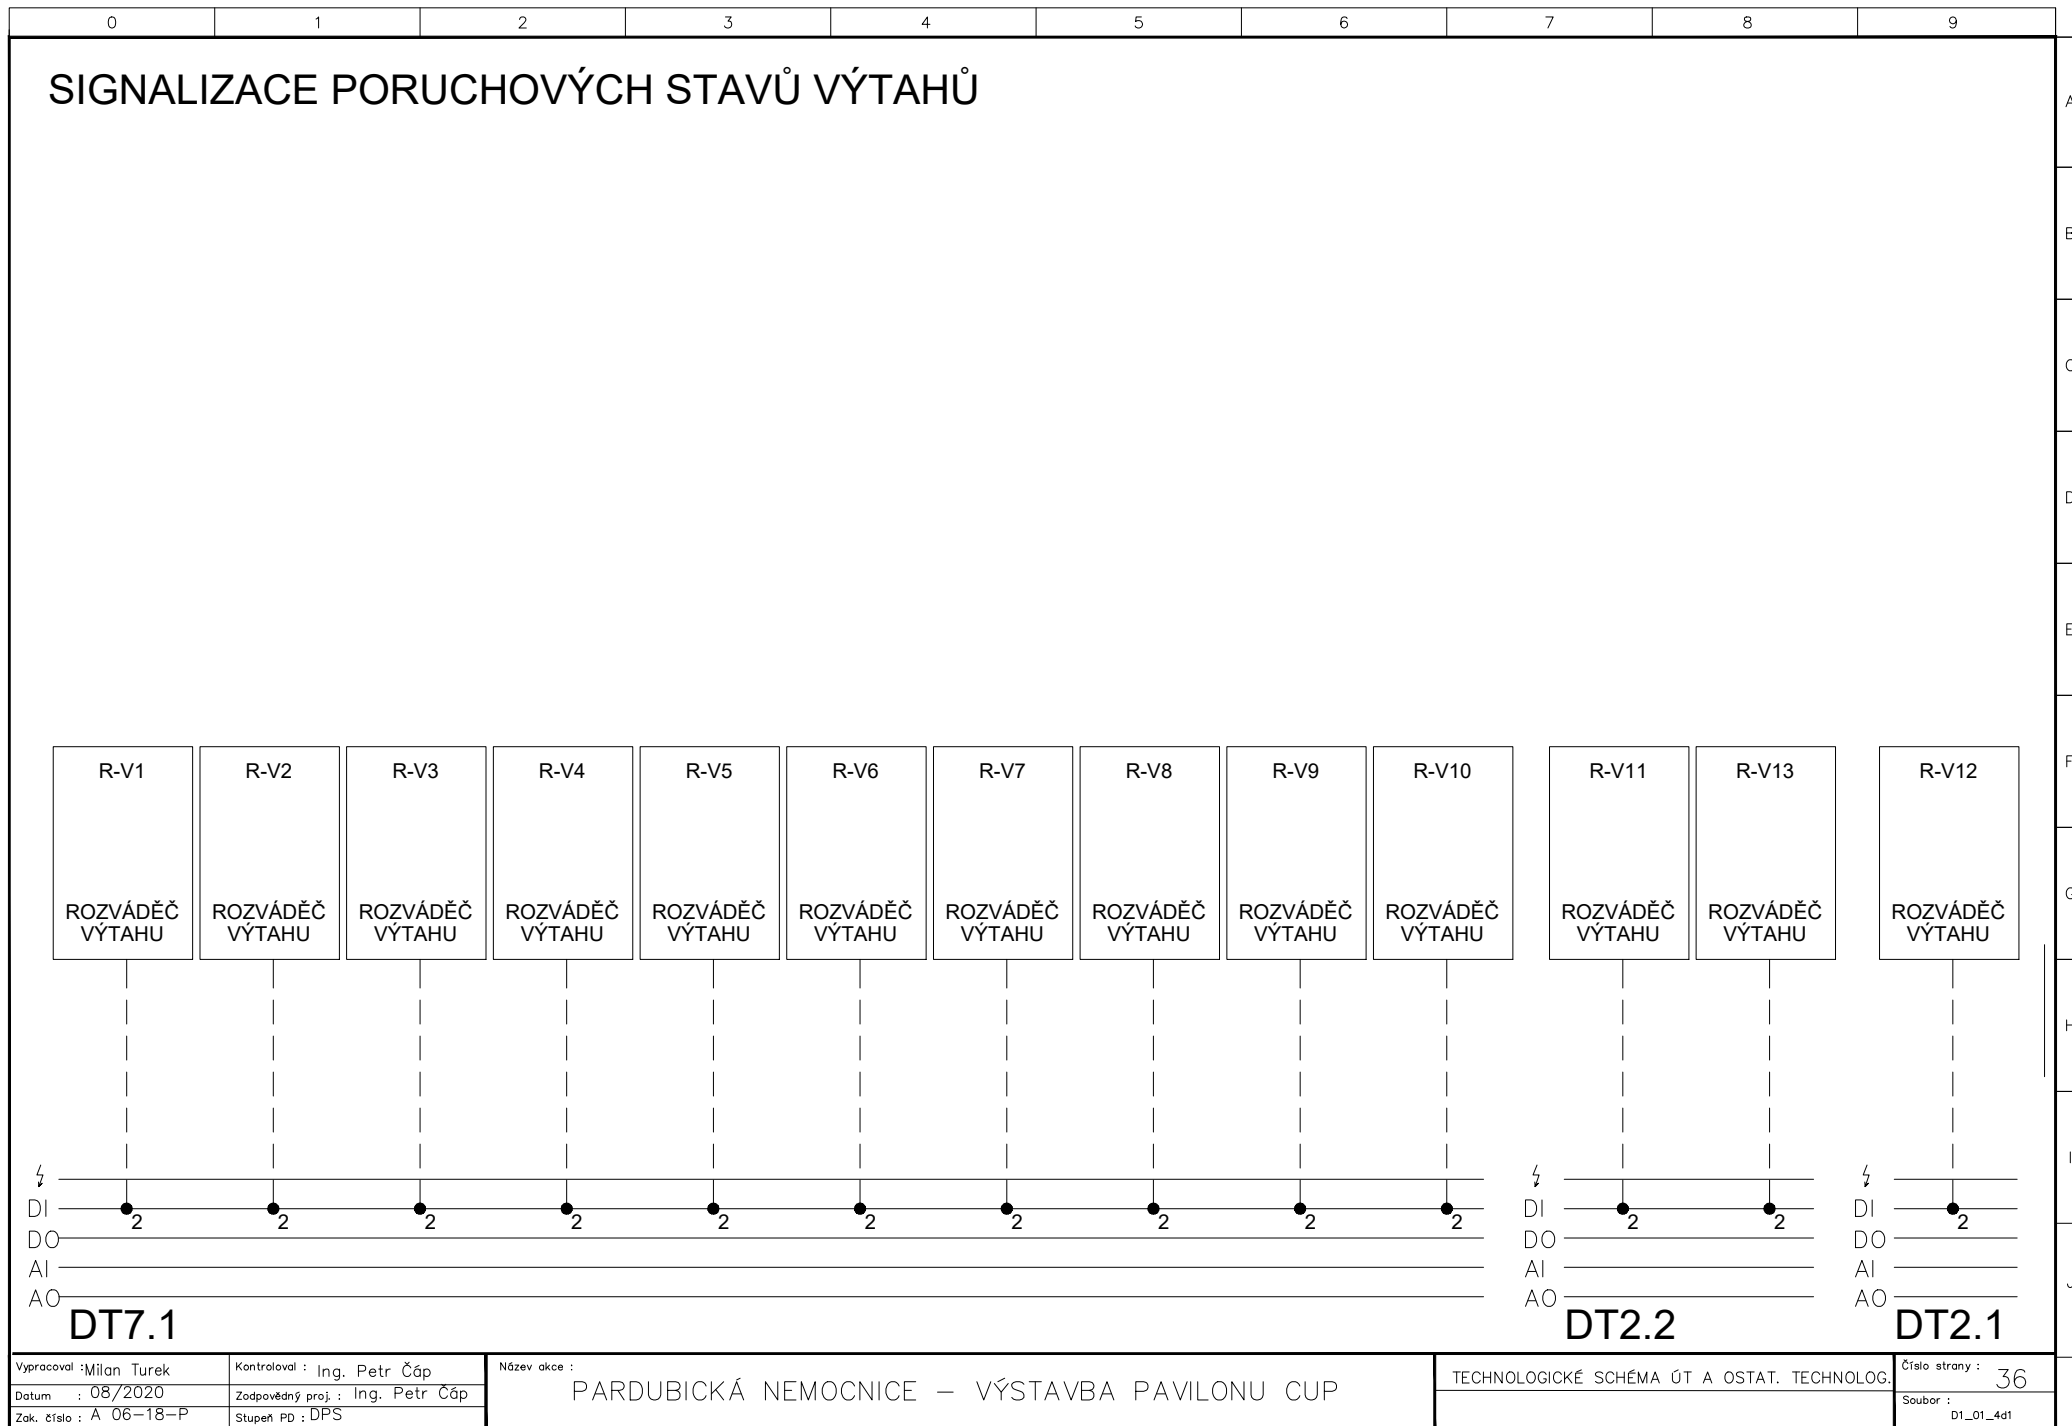 0 1 2 3 4 5 6 7 8 9
SIGNALIZACE PORUCHOVÝCH STAVŮ VÝTAHŮ
A
B
C
D
E
F
G
H
I
J
R-V1 R-V2 R-V3 R-V4 R-V5 R-V6 R-V7 R-V8 R-V9 R-V10 R-V11 R-V13 R-V12
ROZVÁDĚČ ROZVÁDĚČ ROZVÁDĚČ ROZVÁDĚČ ROZVÁDĚČ ROZVÁDĚČ ROZVÁDĚČ ROZVÁDĚČ ROZVÁDĚČ ROZVÁDĚČ ROZVÁDĚČ ROZVÁDĚČ ROZVÁDĚČ
VÝTAHU VÝTAHU VÝTAHU VÝTAHU VÝTAHU VÝTAHU VÝTAHU VÝTAHU VÝTAHU VÝTAHU VÝTAHU VÝTAHU VÝTAHU
DI 2 2 2 2 2 2 2 2 2 2 DI 2 2 DI 2
DO DO DO
AI AI AI
AO AO AO
DT7.1 DT2.2 DT2.1
Vypracoval : Milan Turek
Datum : 08/2020
Zak. číslo : A 06-18-P
Kontroloval : Ing. Petr Čáp
Zodpovědný proj. : Ing. Petr Čáp
Stupeň PD : DPS
Název akce :
PARDUBICKÁ NEMOCNICE – VÝSTAVBA PAVILONU CUP
TECHNOLOGICKÉ SCHÉMA ÚT A OSTAT. TECHNOLOG.
Číslo strany : 36
Soubor :
D1_01_4d1